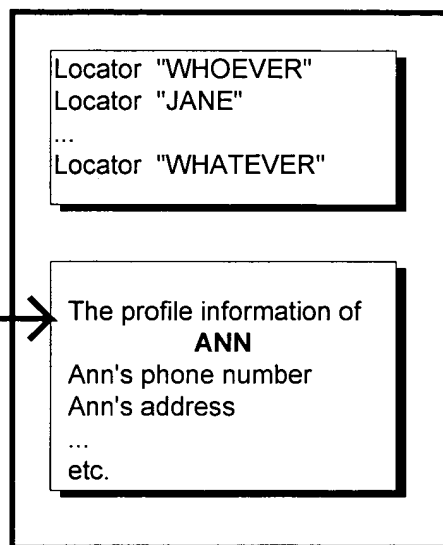 Locator "WHOEVER"
Locator "JANE"
...
Locator "WHATEVER"
The profile information of
ANN
Ann's phone number
Ann's address
...
etc.